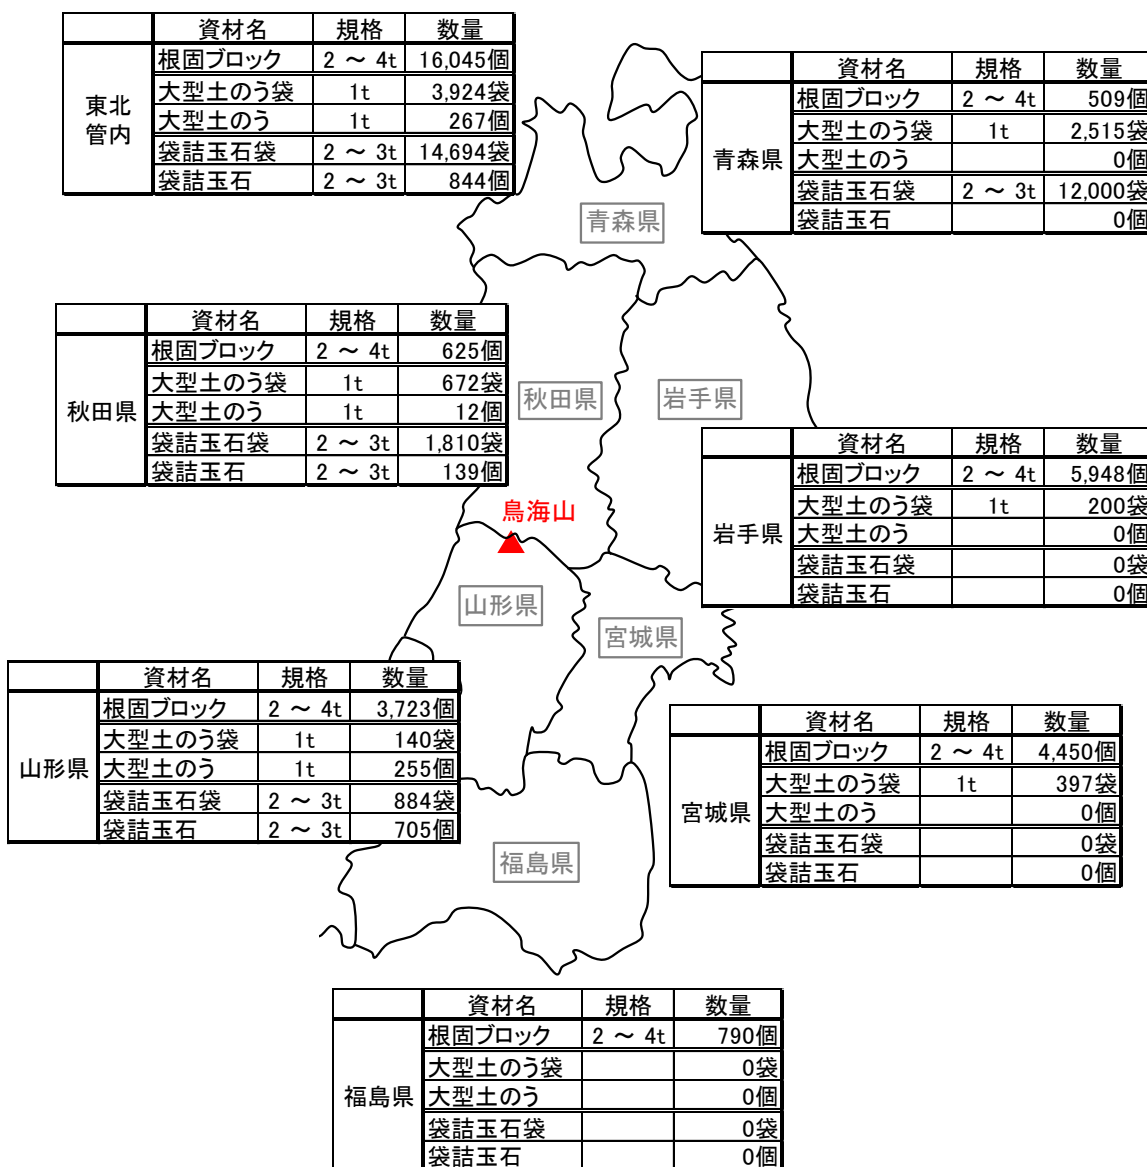 資材名 規格 数量
東北管内
根固ブロック 2 ～ 4t 16,045個
大型土のう袋 1t 3,924袋
大型土のう 1t 267個
袋詰玉石袋 2 ～ 3t 14,694袋
袋詰玉石 2 ～ 3t 844個
資材名 規格 数量
青森県
根固ブロック 2 ～ 4t 509個
大型土のう袋 1t 2,515袋
大型土のう 0個
袋詰玉石袋 2 ～ 3t 12,000袋
袋詰玉石 0個
青森県
資材名 規格 数量
秋田県
根固ブロック 2 ～ 4t 625個
大型土のう袋 1t 672袋
大型土のう 1t 12個
袋詰玉石袋 2 ～ 3t 1,810袋
袋詰玉石 2 ～ 3t 139個
秋田県
岩手県
資材名 規格 数量
岩手県
根固ブロック 2 ～ 4t 5,948個
大型土のう袋 1t 200袋
大型土のう 0個
袋詰玉石袋 0袋
袋詰玉石 0個
鳥海山
山形県
宮城県
資材名 規格 数量
山形県
根固ブロック 2 ～ 4t 3,723個
大型土のう袋 1t 140袋
大型土のう 1t 255個
袋詰玉石袋 2 ～ 3t 884袋
袋詰玉石 2 ～ 3t 705個
資材名 規格 数量
宮城県
根固ブロック 2 ～ 4t 4,450個
大型土のう袋 1t 397袋
大型土のう 0個
袋詰玉石袋 0袋
袋詰玉石 0個
福島県
資材名 規格 数量
福島県
根固ブロック 2 ～ 4t 790個
大型土のう袋 0袋
大型土のう 0個
袋詰玉石袋 0袋
袋詰玉石 0個